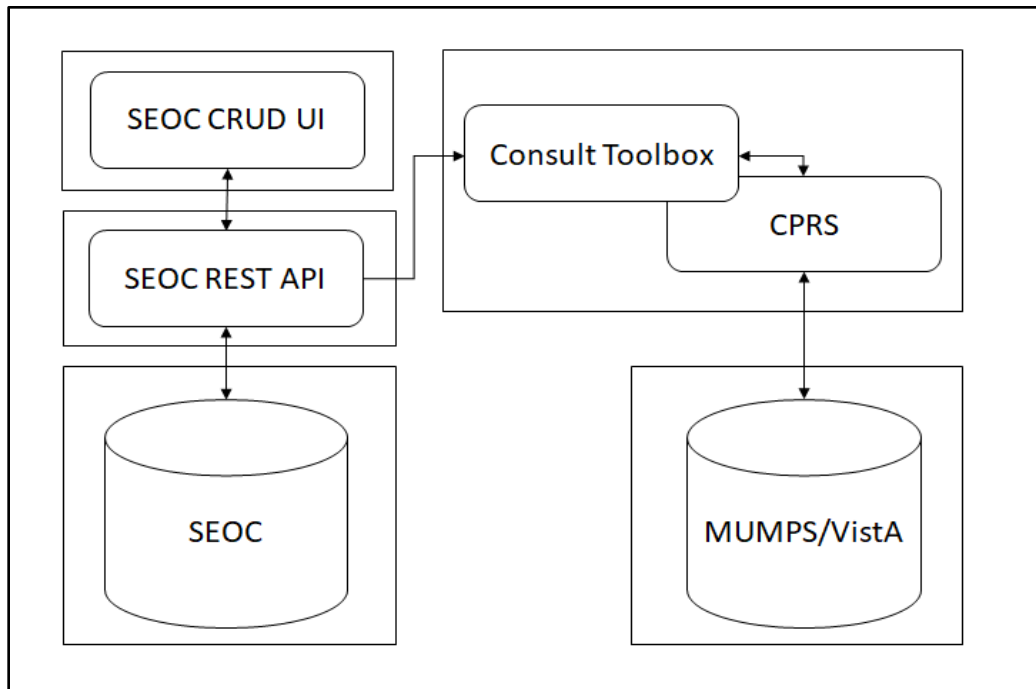 SEOC CRUD UI
SEOC REST API
SEOC
Consult Toolbox
CPRS
MUMPS/VistA